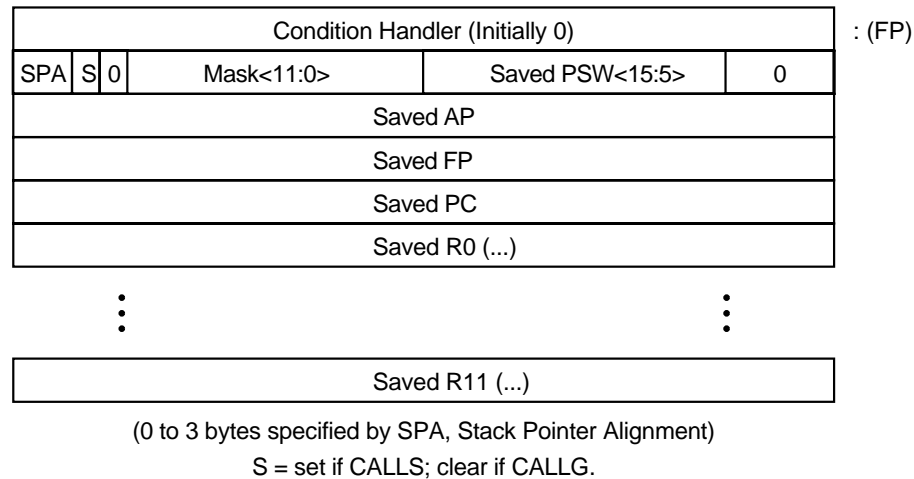 Condition Handler (Initially 0) : (FP)
SPA S 0 Mask<11:0> Saved PSW<15:5> 0
Saved AP
Saved FP
Saved PC
Saved R0 (...)
Saved R11 (...)
(0 to 3 bytes specified by SPA, Stack Pointer Alignment)
S = set if CALLS; clear if CALLG.